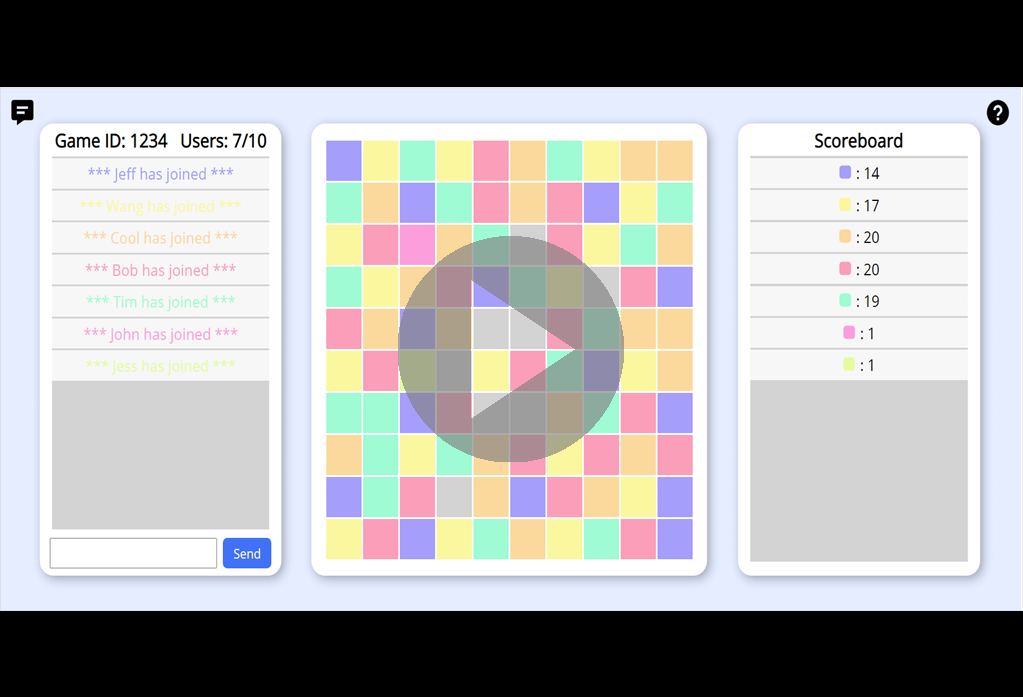 Game ID: 1234 Users: 7/10
*** Jeff has joined ***
*** Wang has joined ***
*** Cool has joined ***
*** Bob has joined ***
*** Tim has joined ***
*** John has joined ***
*** Jess has joined ***
Send
Scoreboard
: 14
: 17
: 20
: 20
: 19
: 1
: 1
?